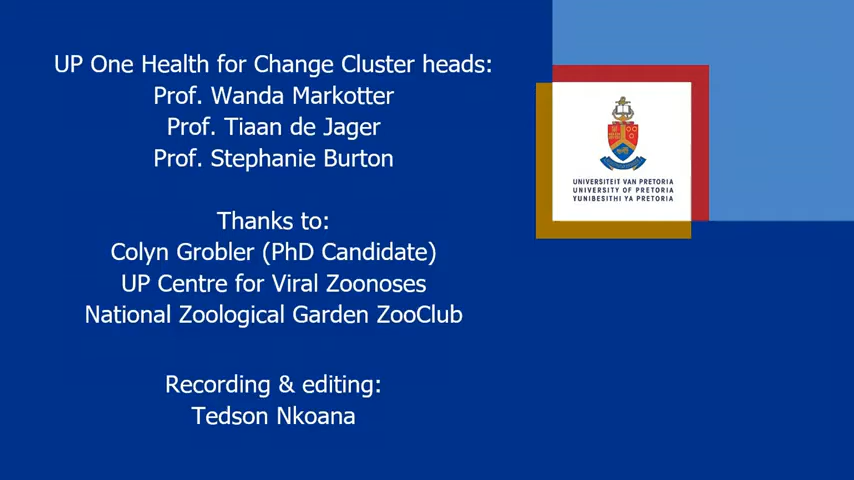 UP One Health for Change Cluster heads:
Prof. Wanda Markotter
Prof. Tiaan de Jager
Prof. Stephanie Burton
Thanks to:
Colyn Grobler (PhD Candidate)
UP Centre for Viral Zoonoses
National Zoological Garden ZooClub
Recording & editing:
Tedson Nkoana
UNIVERSITEIT VAN PRETORIA
UNIVERSITY OF PRETORIA
YUNIBESITHI YA PRETORIA